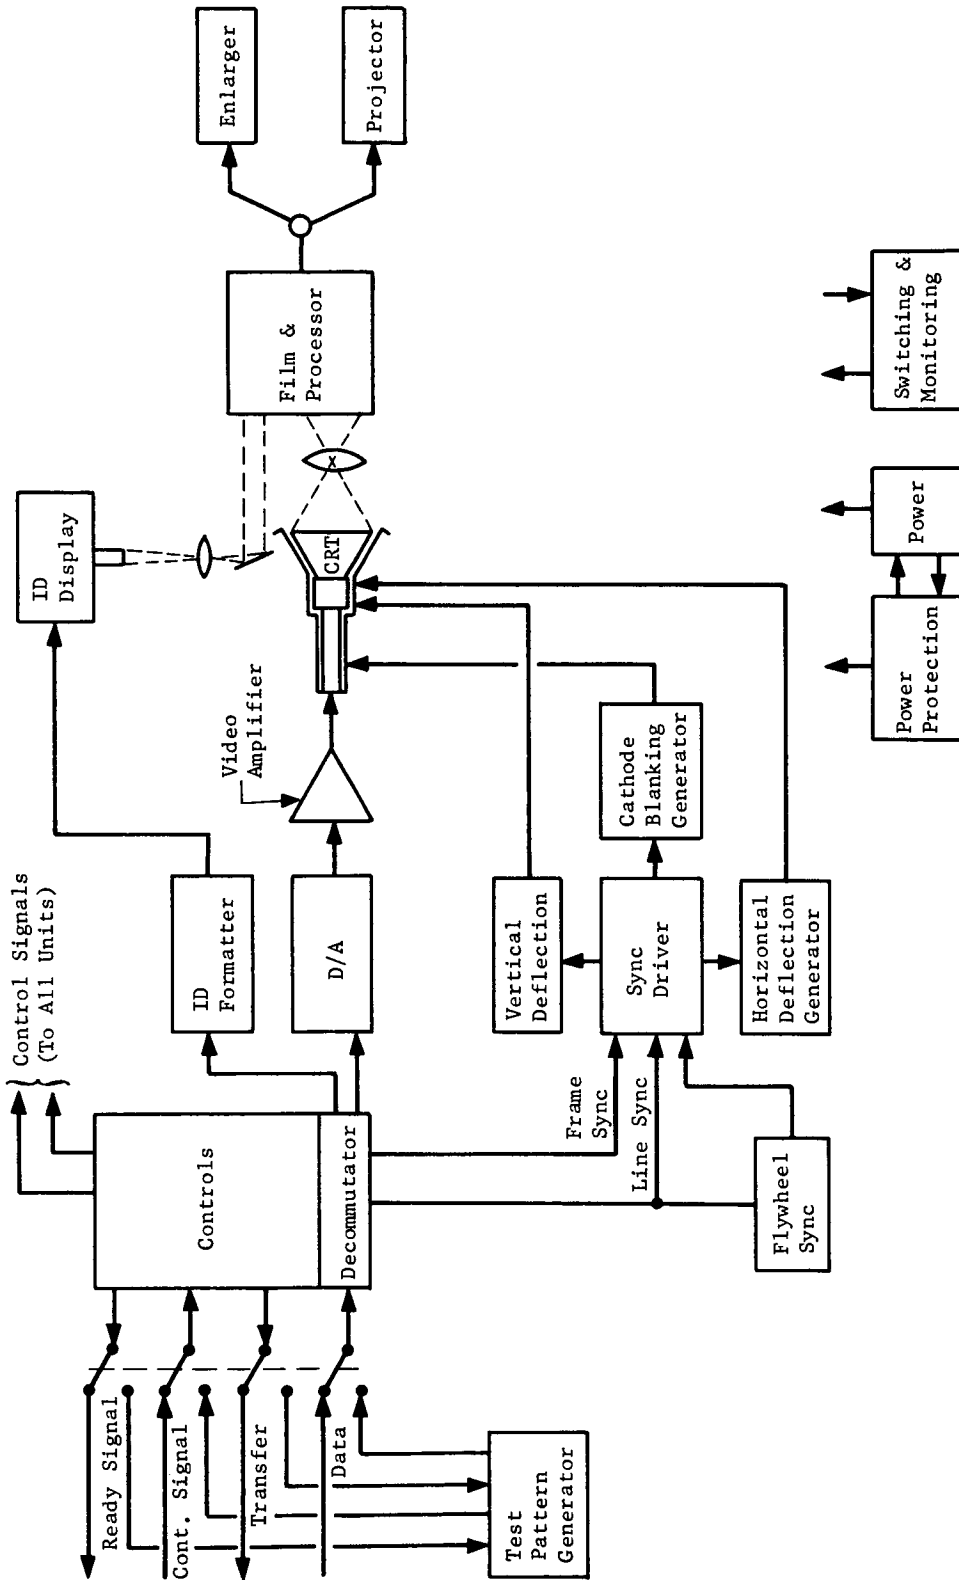 Ready Signal
Cont. Signal
Transfer
Data
Test
Pattern
Generator
Controls
Decommutator
Control Signals
(To All Units)
ID
Formatter
D/A
Video
Amplifier
ID
Display
CRT
Film &
Processor
Enlarger
Projector
Frame
Sync
Line Sync
Flywheel
Sync
Vertical
Deflection
Sync
Driver
Horizontal
Deflection
Generator
Cathode
Blanking
Generator
Power
Protection
Power
Switching &
Monitoring